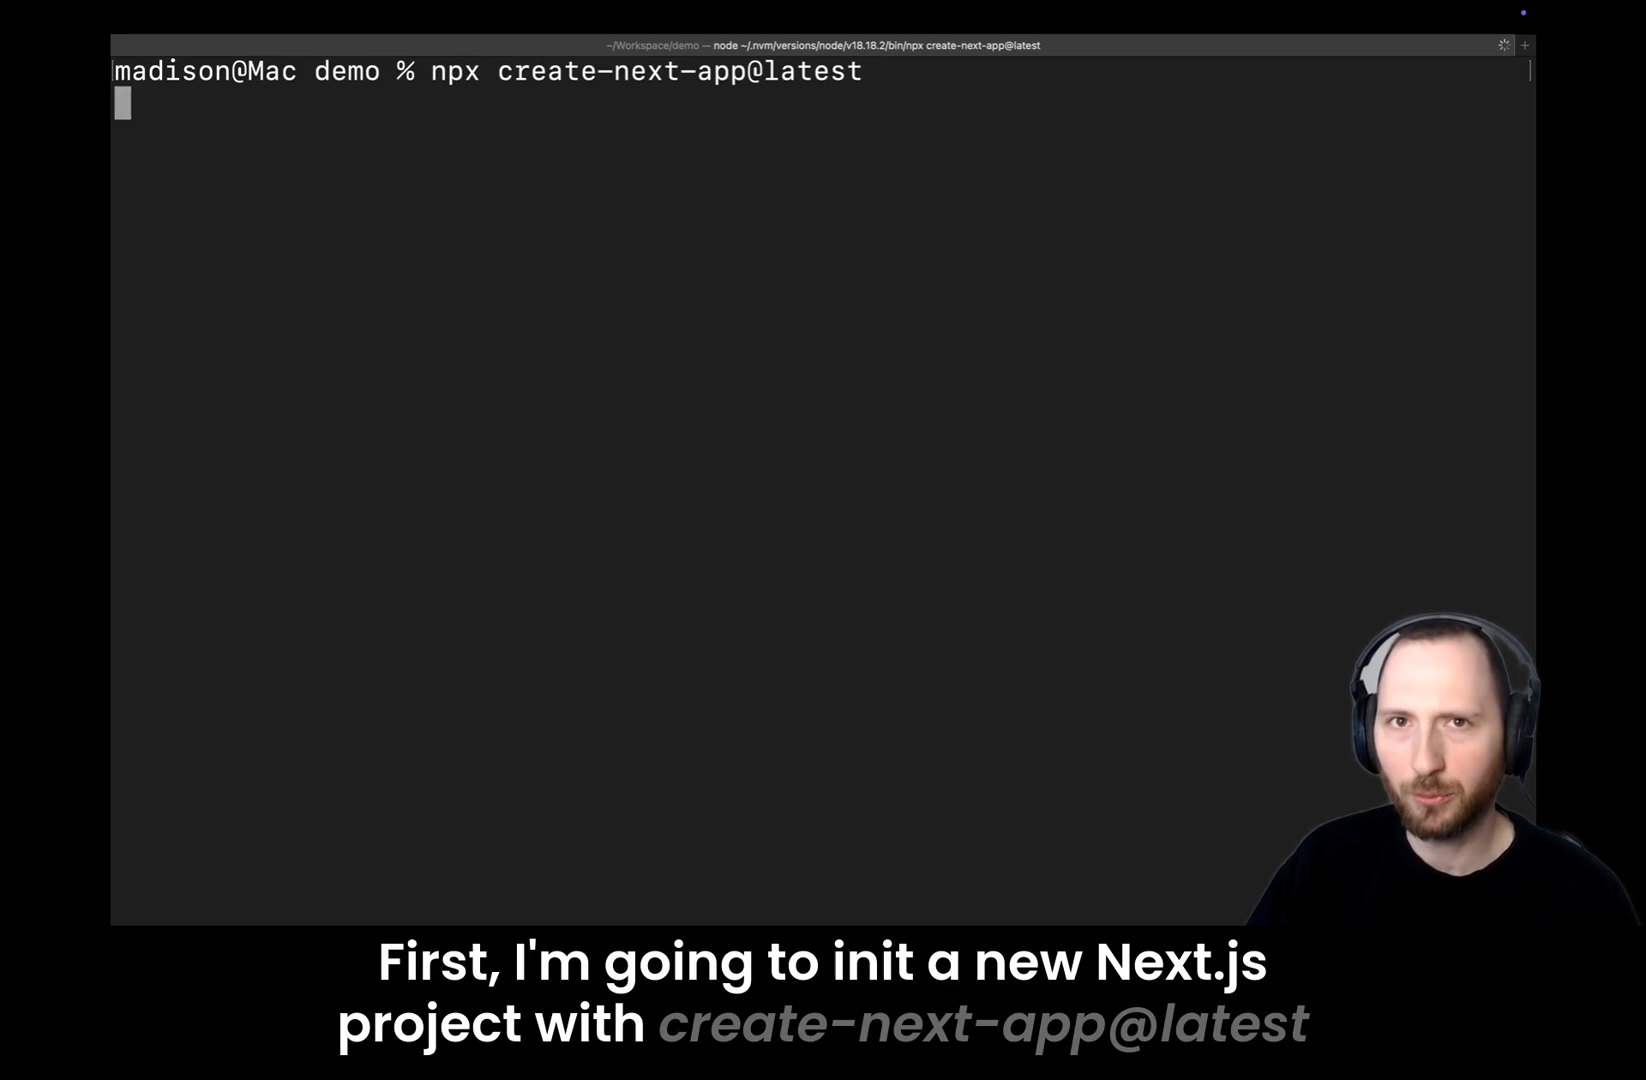 ~/Workspace/demo — node ~/.nvm/versions/node/v18.18.2/bin/npx create-next-app@latest
madison@Mac demo % npx create-next-app@latest
First, I'm going to init a new Next.js
project with create-next-app@latest